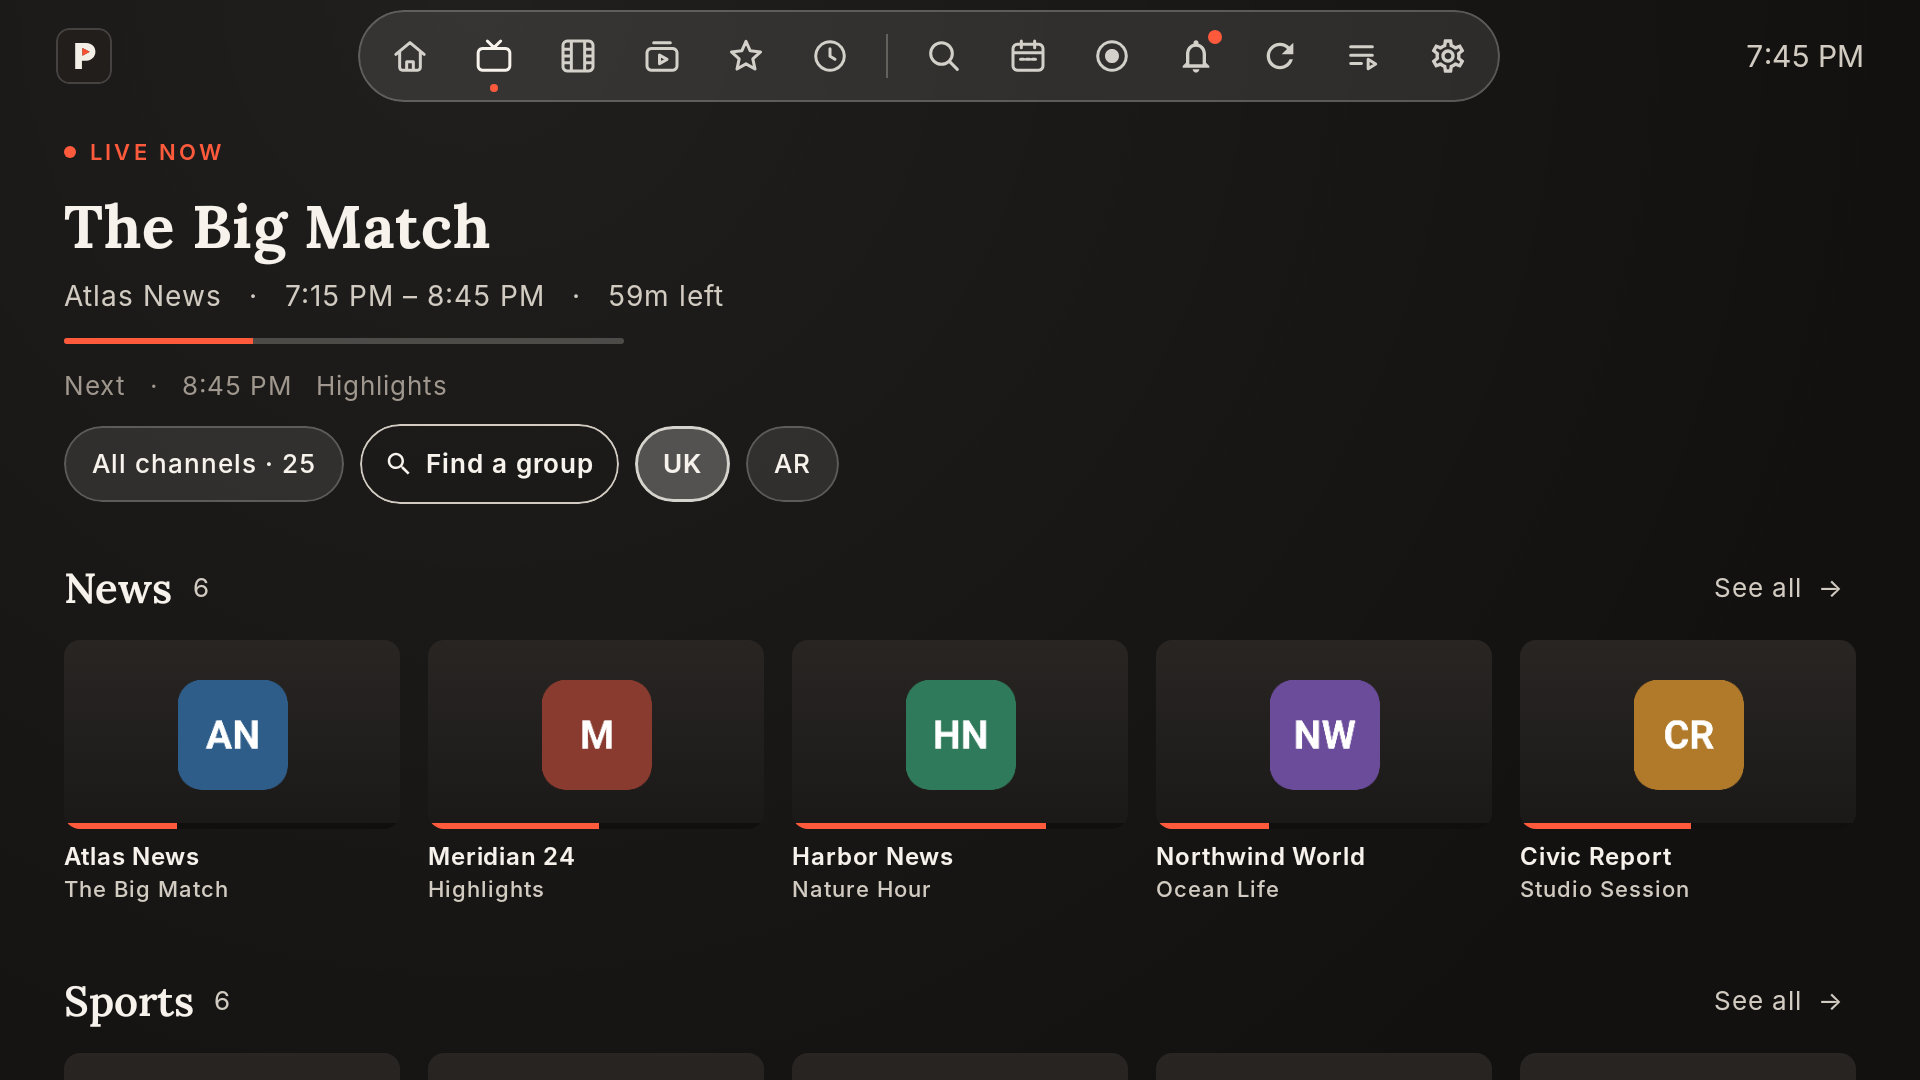 P
7:45 PM
LIVE NOW
The Big Match
Atlas News · 7:15 PM – 8:45 PM · 59m left
Next · 8:45 PM Highlights
All channels · 25
Find a group
UK
AR
News 6
See all →
AN
M
HN
NW
CR
Atlas News
The Big Match
Meridian 24
Highlights
Harbor News
Nature Hour
Northwind World
Ocean Life
Civic Report
Studio Session
Sports 6
See all →